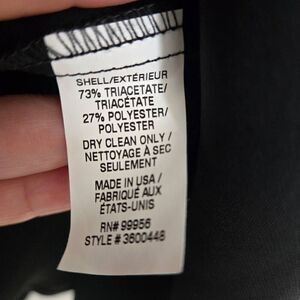 SHELL/EXTÉRIEUR
73% TRIACETATE/
TRIACÉTATE
27% POLYESTER/
POLYESTER
DRY CLEAN ONLY /
NETTOYAGE À SEC
SEULEMENT
MADE IN USA /
FABRIQUÉ AUX
ÉTATS-UNIS
RN# 99956
STYLE # 3600448